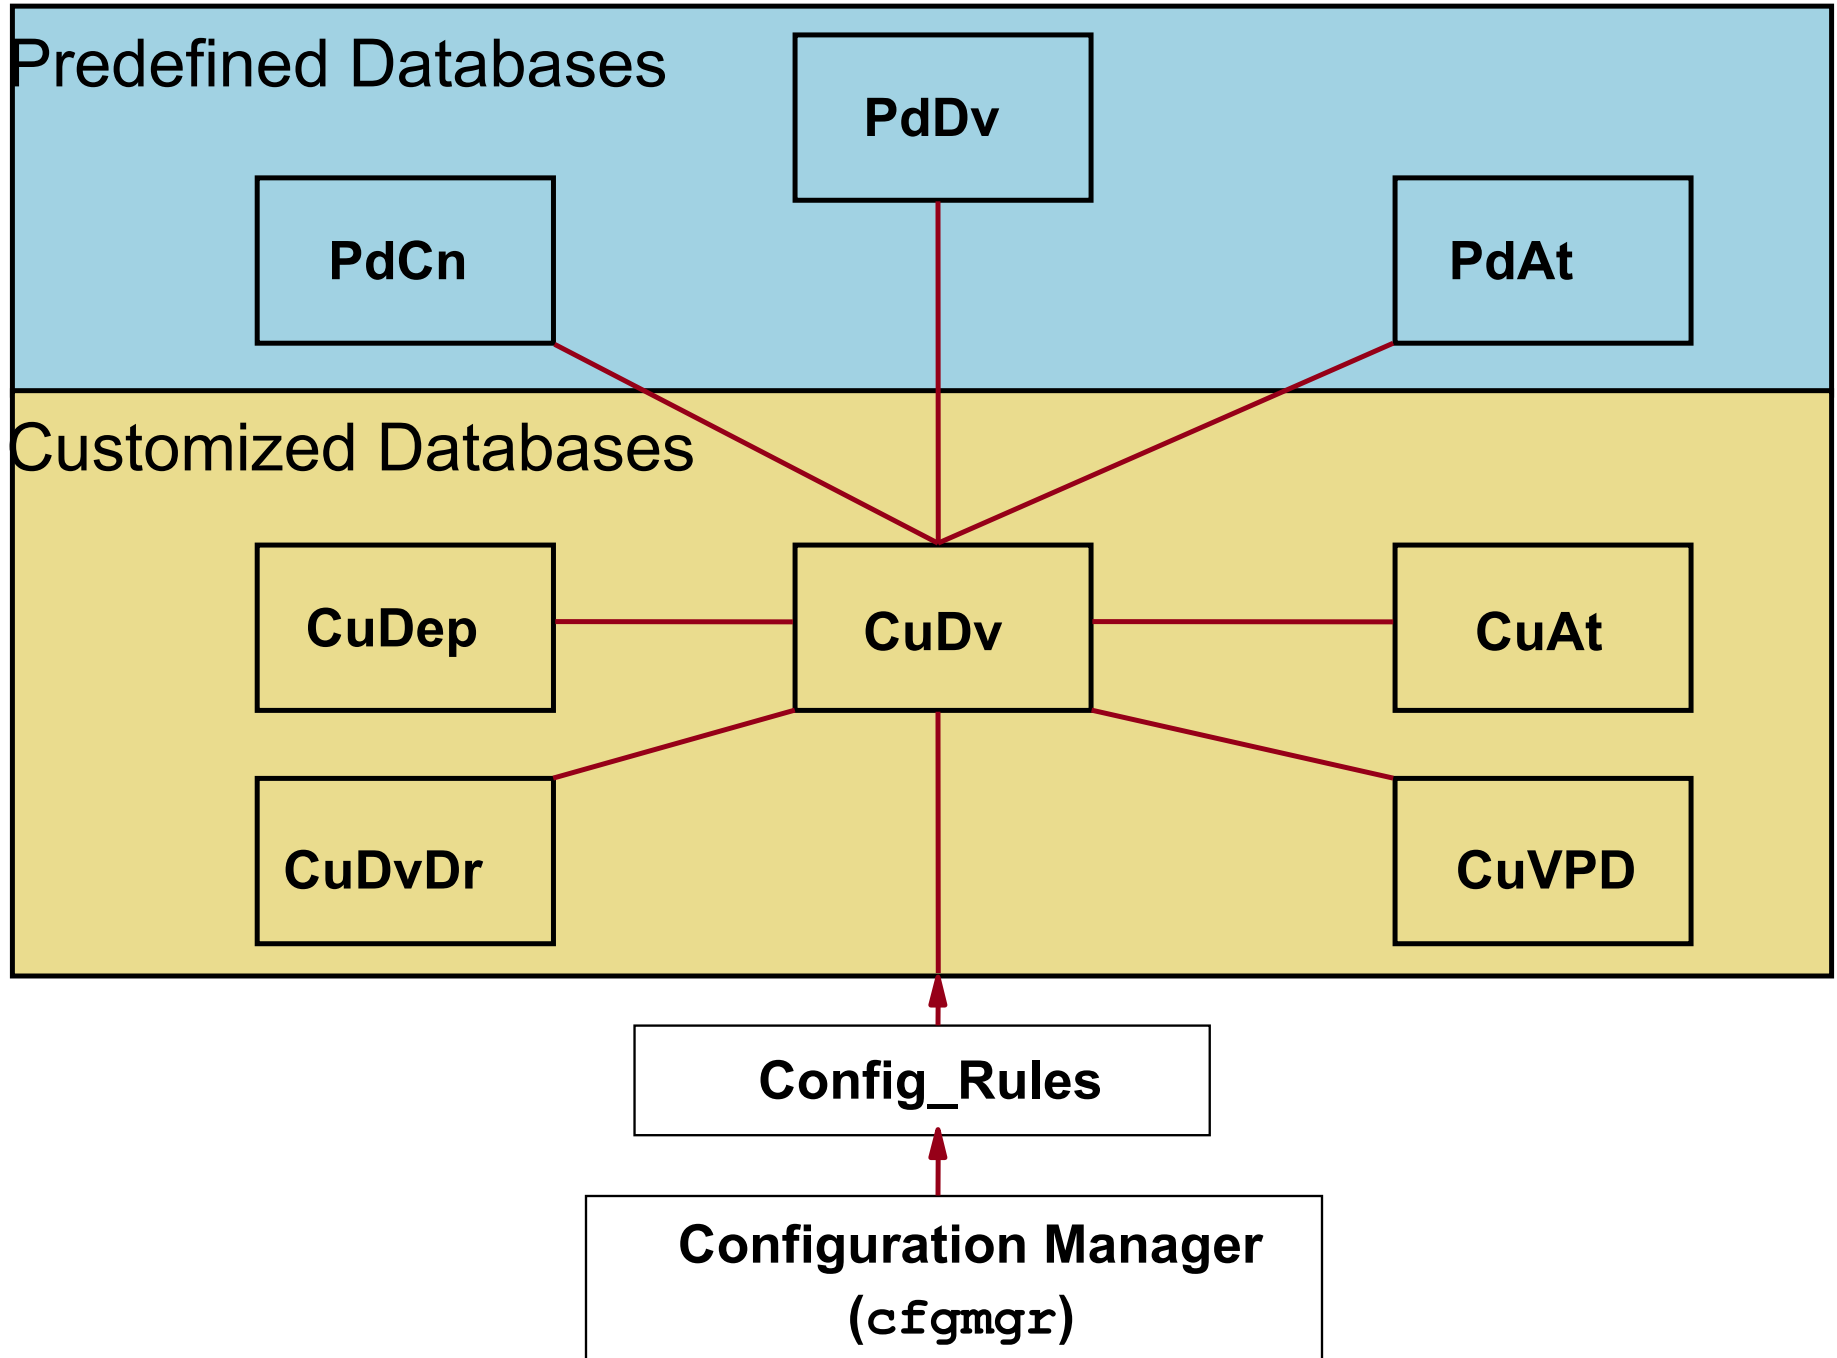 Predefined Databases
PdDv
PdCn
PdAt
Customized Databases
CuDep
CuDv
CuAt
CuDvDr
CuVPD
Config_Rules
Configuration Manager
(cfgmgr)